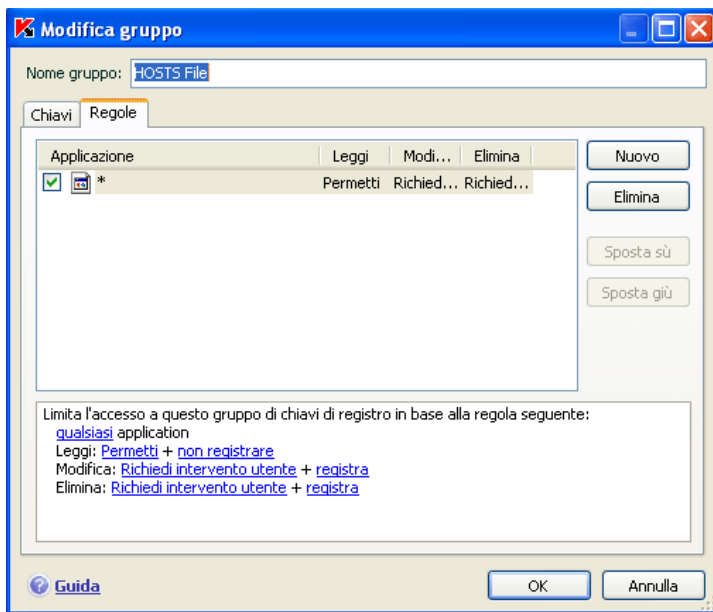 Modifica gruppo
Nome gruppo: HOSTS File
Chiavi Regole
Applicazione Leggi Modi... Elimina
* Permetti Richied... Richied...
Nuovo
Elimina
Sposta sù
Sposta giù
Limita l'accesso a questo gruppo di chiavi di registro in base alla regola seguente:
qualsiasi application
Leggi: Permetti + non registrare
Modifica: Richiedi intervento utente + registra
Elimina: Richiedi intervento utente + registra
Guida OK Annulla